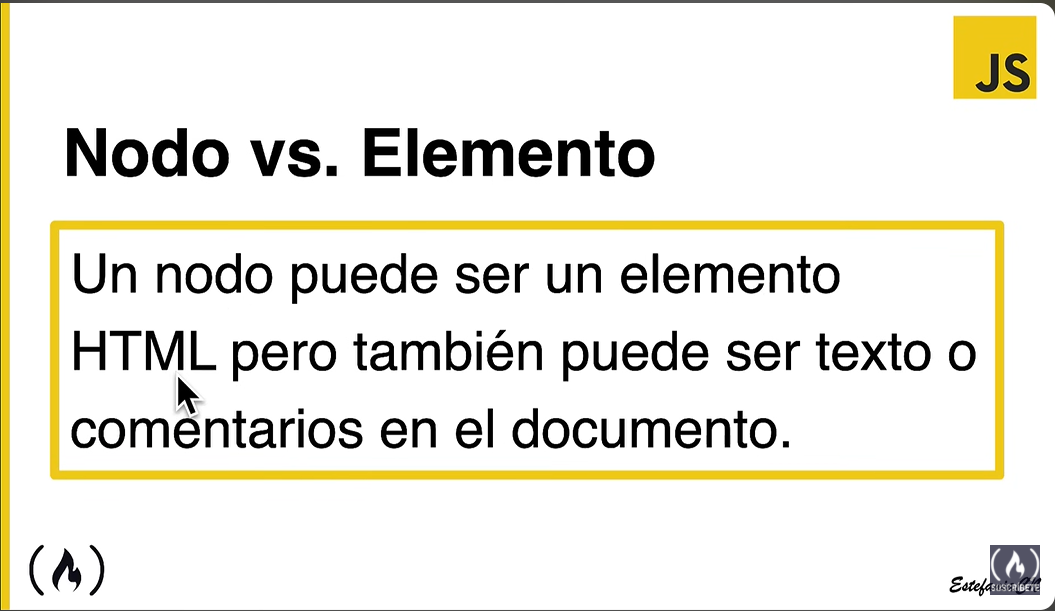 JS
Nodo vs. Elemento
Un nodo puede ser un elemento
HTML pero también puede ser texto o
comentarios en el documento.
SUSCRÍBETE